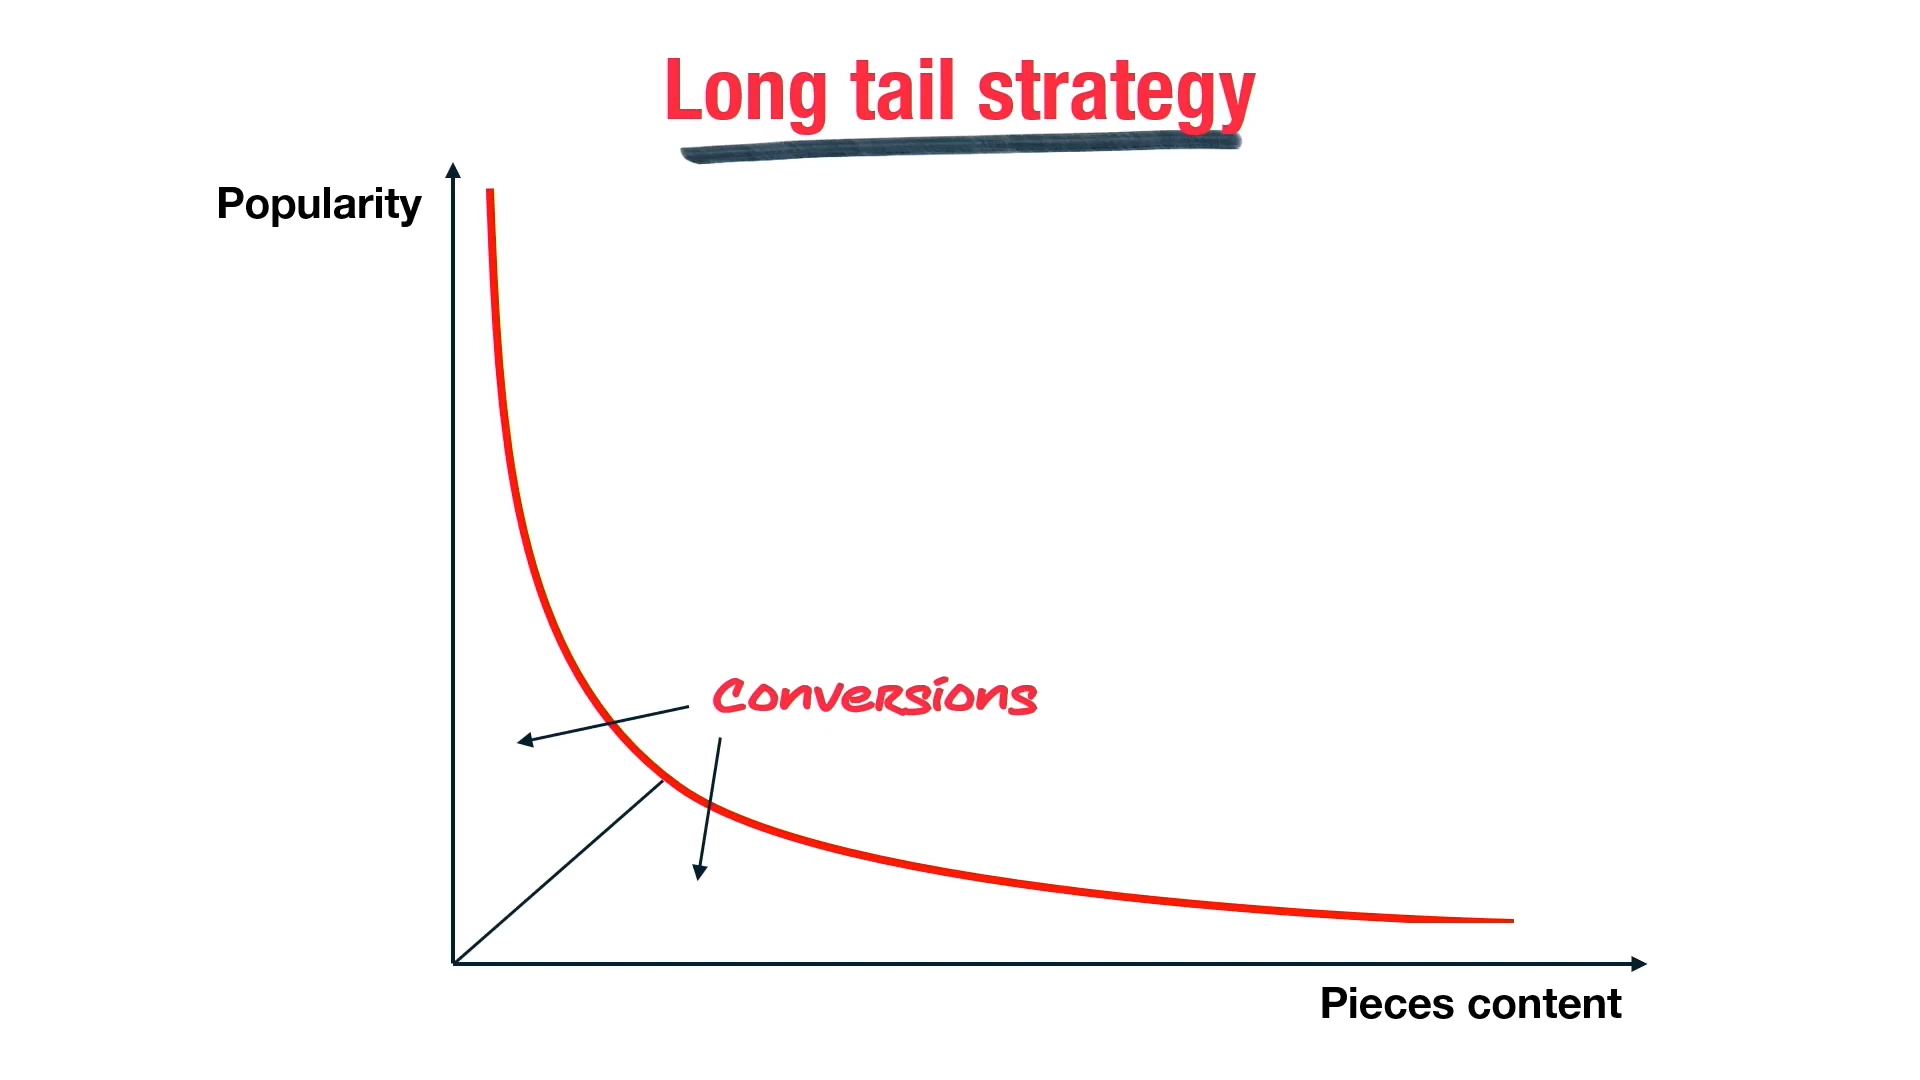 Long tail strategy
Popularity
Conversions
Pieces content